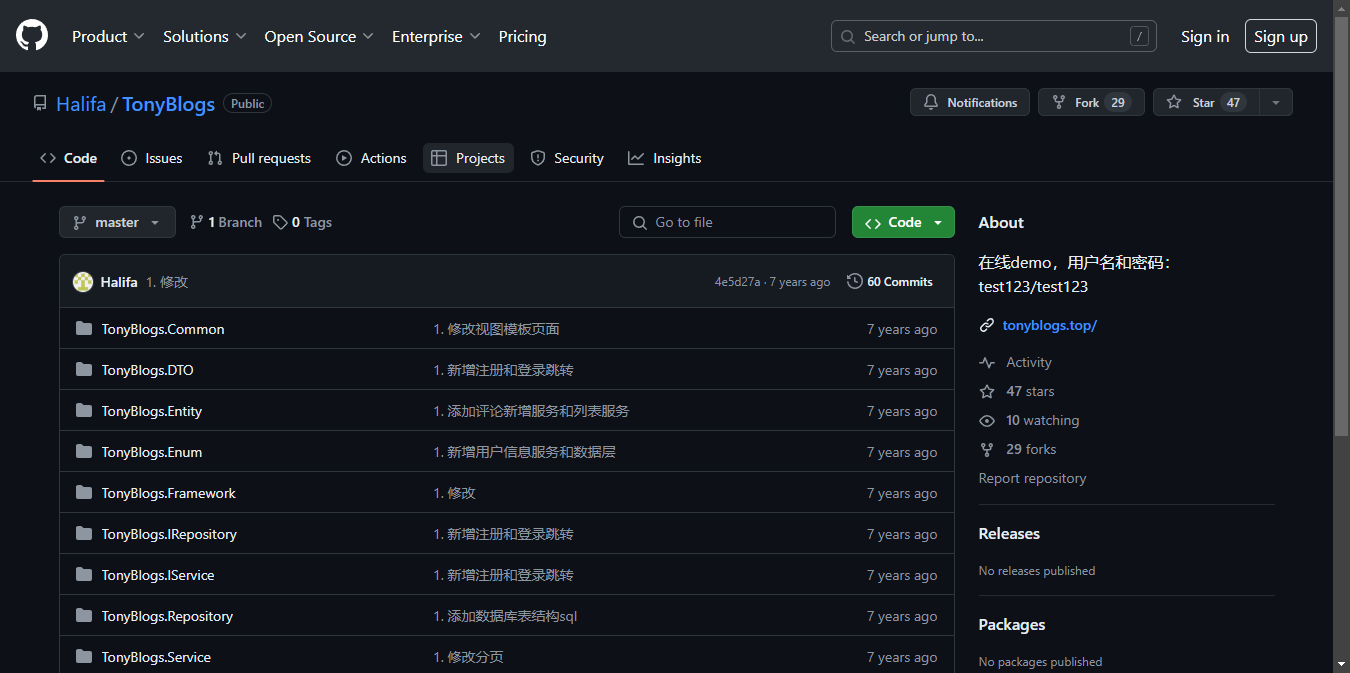 Product Solutions Open Source Enterprise Pricing Search or jump to... / Sign in Sign up
Halifa / TonyBlogs Public Notifications Fork 29 Star 47
Code Issues Pull requests Actions Projects Security Insights
master 1 Branch 0 Tags Go to file Code
Halifa 1. 修改 4e5d27a · 7 years ago 60 Commits
TonyBlogs.Common 1. 修改视图模板页面 7 years ago
TonyBlogs.DTO 1. 新增注册和登录跳转 7 years ago
TonyBlogs.Entity 1. 添加评论新增服务和列表服务 7 years ago
TonyBlogs.Enum 1. 新增用户信息服务和数据层 7 years ago
TonyBlogs.Framework 1. 修改 7 years ago
TonyBlogs.IRepository 1. 新增注册和登录跳转 7 years ago
TonyBlogs.IService 1. 新增注册和登录跳转 7 years ago
TonyBlogs.Repository 1. 添加数据库表结构sql 7 years ago
TonyBlogs.Service 1. 修改分页 7 years ago
About
在线demo，用户名和密码：
test123/test123
tonyblogs.top/
Activity
47 stars
10 watching
29 forks
Report repository
Releases
No releases published
Packages
No packages published